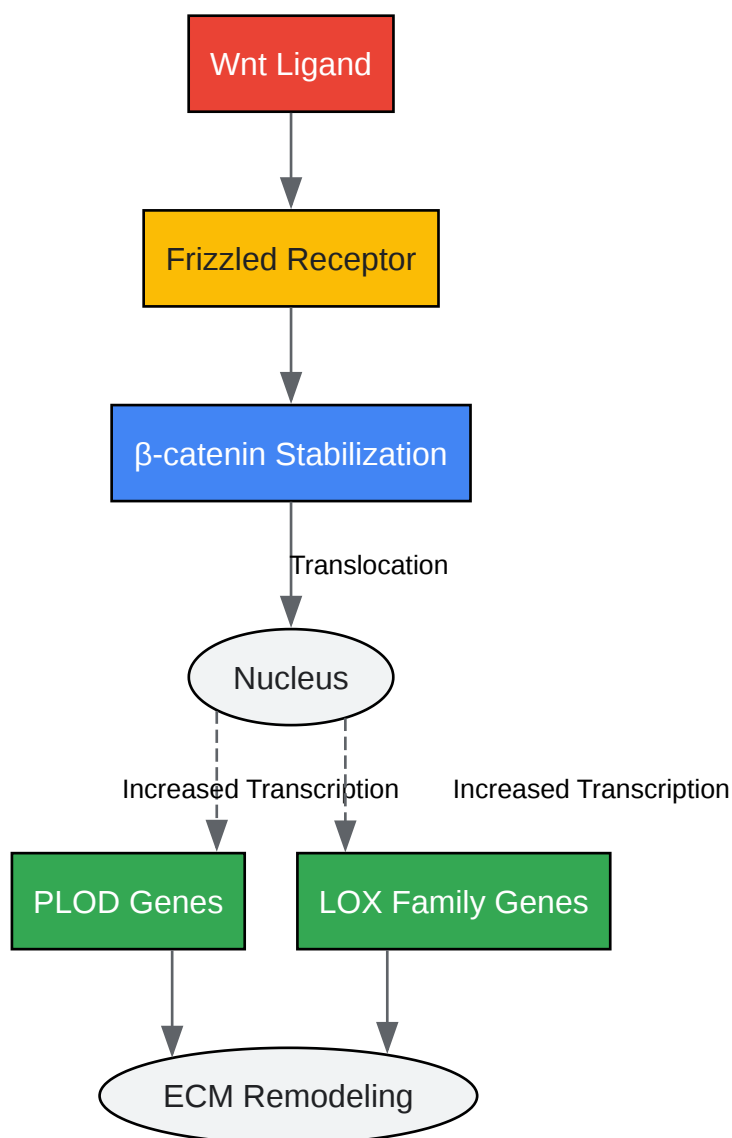 Wnt Ligand
Frizzled Receptor
β-catenin Stabilization
Translocation
Nucleus
Increased Transcription
Increased Transcription
PLOD Genes
LOX Family Genes
ECM Remodeling